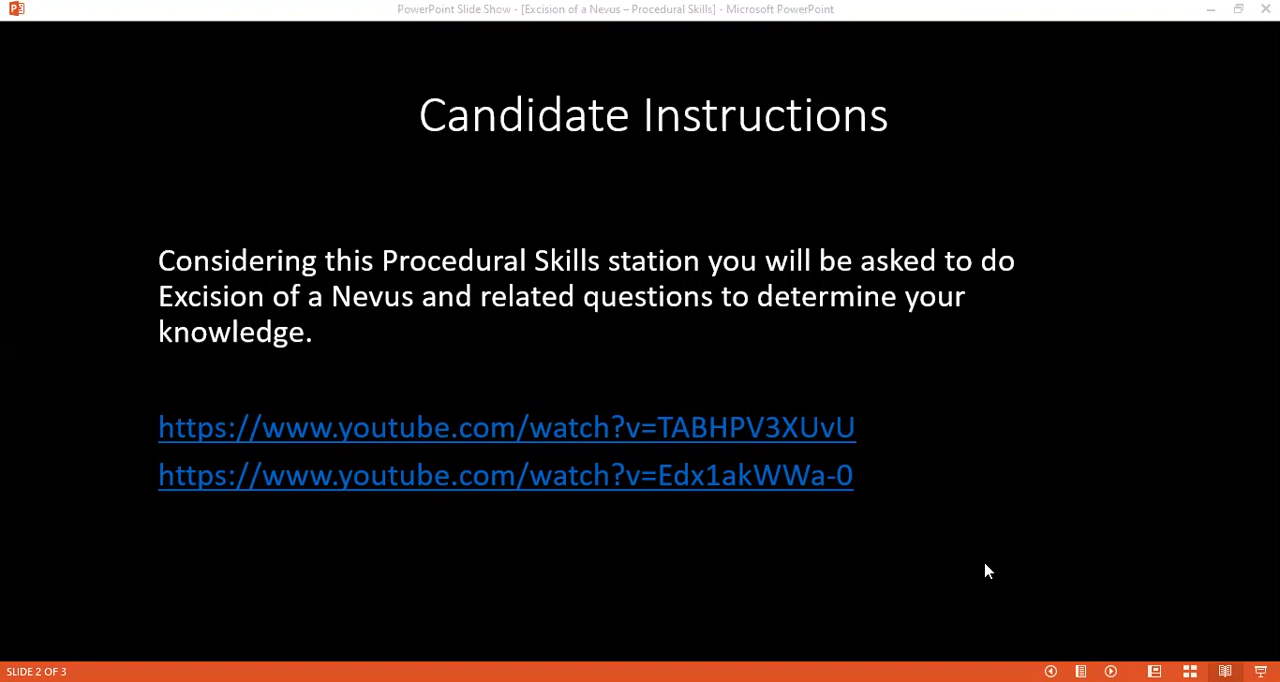 PowerPoint Slide Show - [Excision of a Nevus – Procedural Skills] - Microsoft PowerPoint
Candidate Instructions
Considering this Procedural Skills station you will be asked to do
Excision of a Nevus and related questions to determine your
knowledge.
https://www.youtube.com/watch?v=TABHPV3XUvU
https://www.youtube.com/watch?v=Edx1akWWa-0
SLIDE 2 OF 3